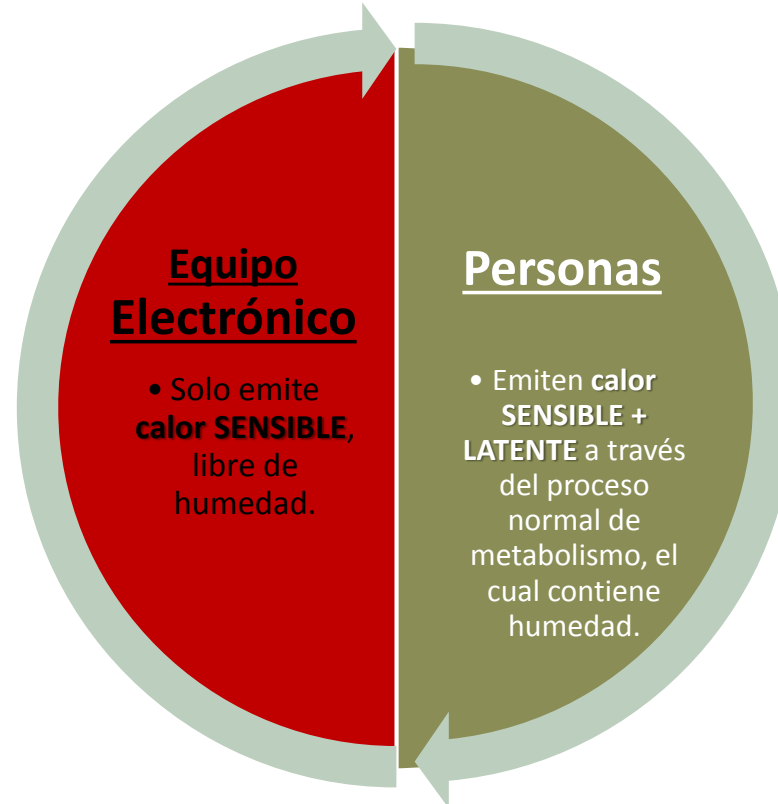 Equipo
Electrónico
• Solo emite
calor SENSIBLE,
libre de
humedad.
Personas
• Emiten calor
SENSIBLE +
LATENTE a través
del proceso
normal de
metabolismo, el
cual contiene
humedad.